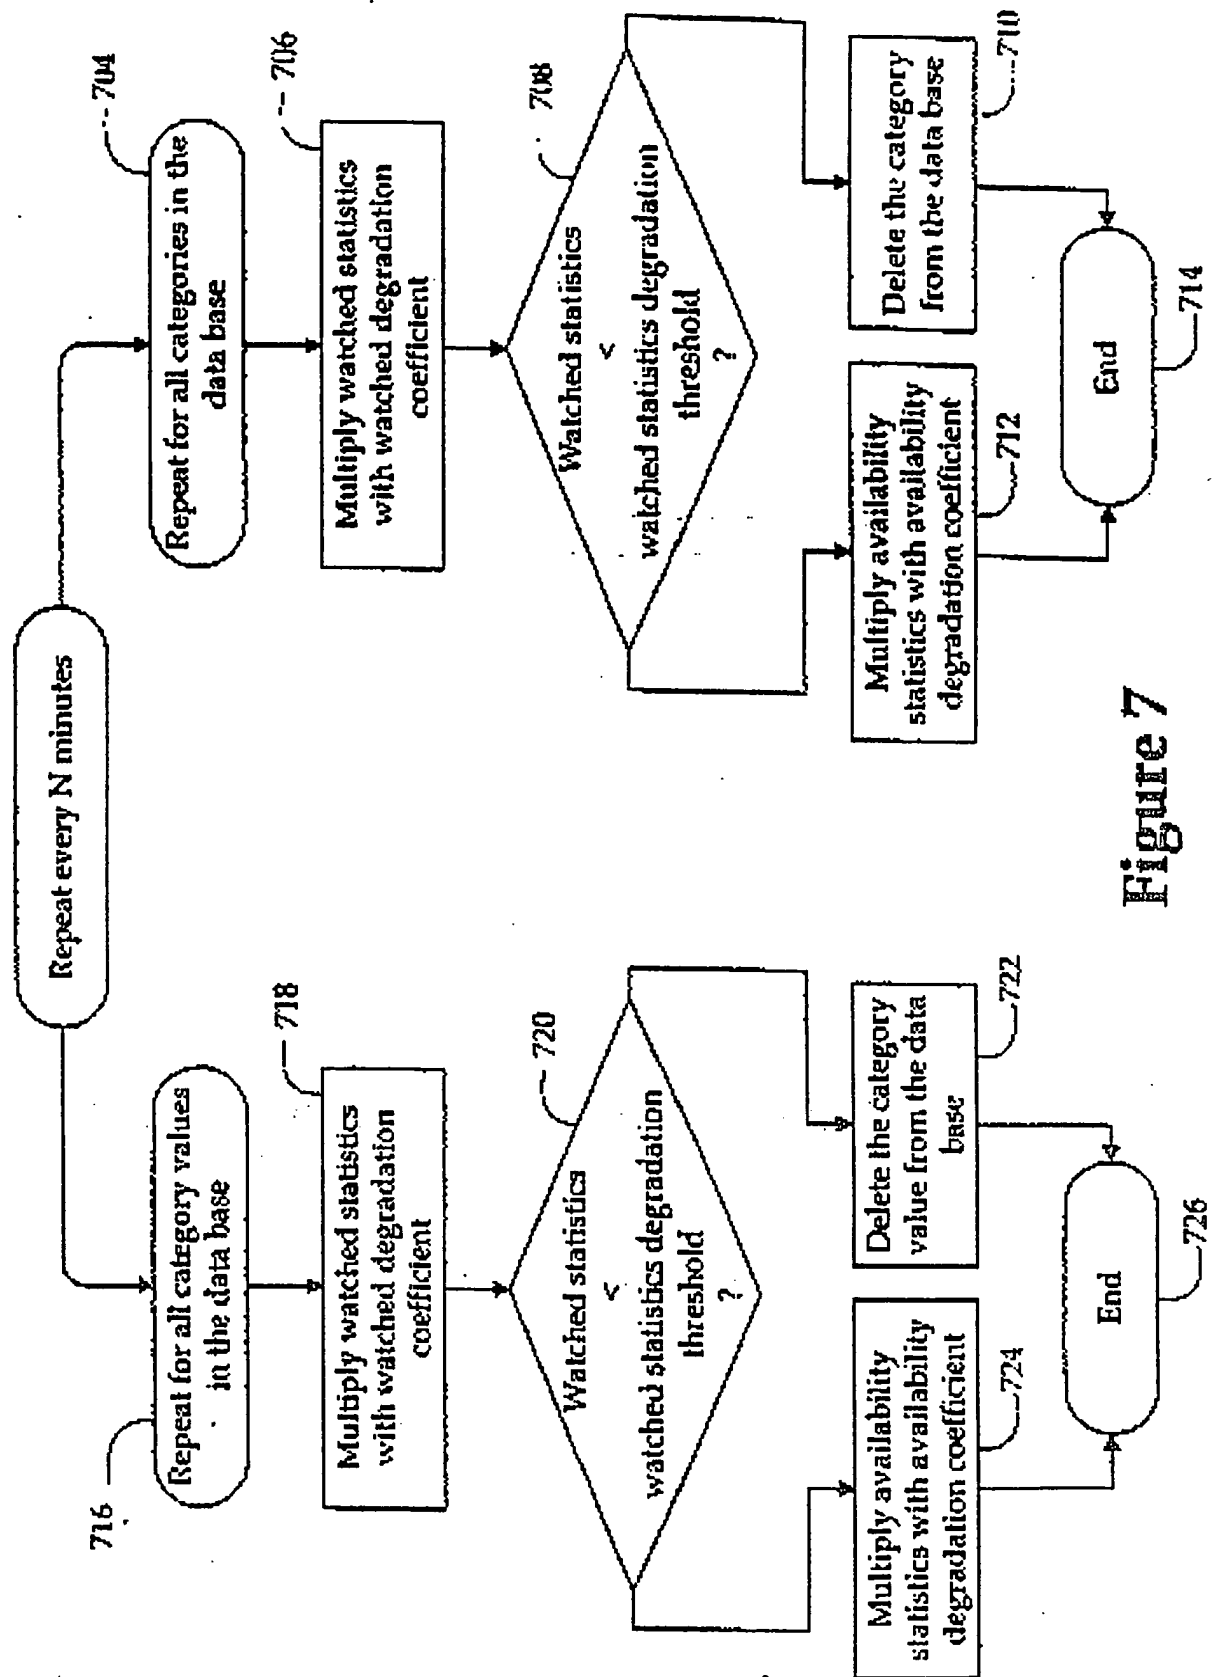 Repeat every N minutes
716
Repeat for all category values
in the data base
718
Multiply watched statistics
with watched degradation
coefficient
720
Watched statistics
<
watched statistics degradation
threshold
?
Multiply availability
statistics with availability
degradation coefficient
724
Delete the category
value from the data
base
722
End
726
704
Repeat for all categories in the
data base
706
Multiply watched statistics
with watched degradation
coefficient
708
Watched statistics
<
watched statistics degradation
threshold
?
Multiply availability
statistics with availability
degradation coefficient
712
Delete the category
from the data base
710
End
714
Figure 7